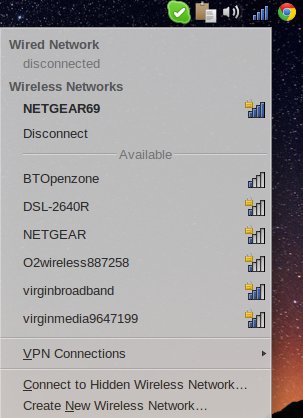 Wired Network
disconnected
Wireless Networks
NETGEAR69
Disconnect
Available
BTOpenzone
DSL-2640R
NETGEAR
O2wireless887258
virginbroadband
virginmedia9647199
VPN Connections
Connect to Hidden Wireless Network…
Create New Wireless Network…